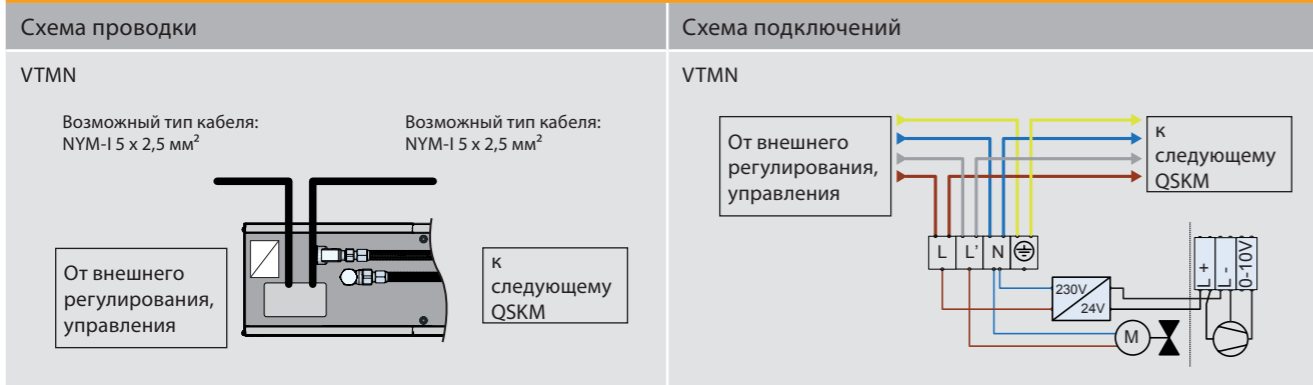 Схема проводки
VTMN
Возможный тип кабеля:
NYM-I 5 x 2,5 мм²
Возможный тип кабеля:
NYM-I 5 x 2,5 мм²
От внешнего
регулирования,
управления
к
следующему
QSKM
Схема подключений
VTMN
От внешнего
регулирования,
управления
к
следующему
QSKM
L
L'
N
230V
24V
M
L +
L -
0-10V